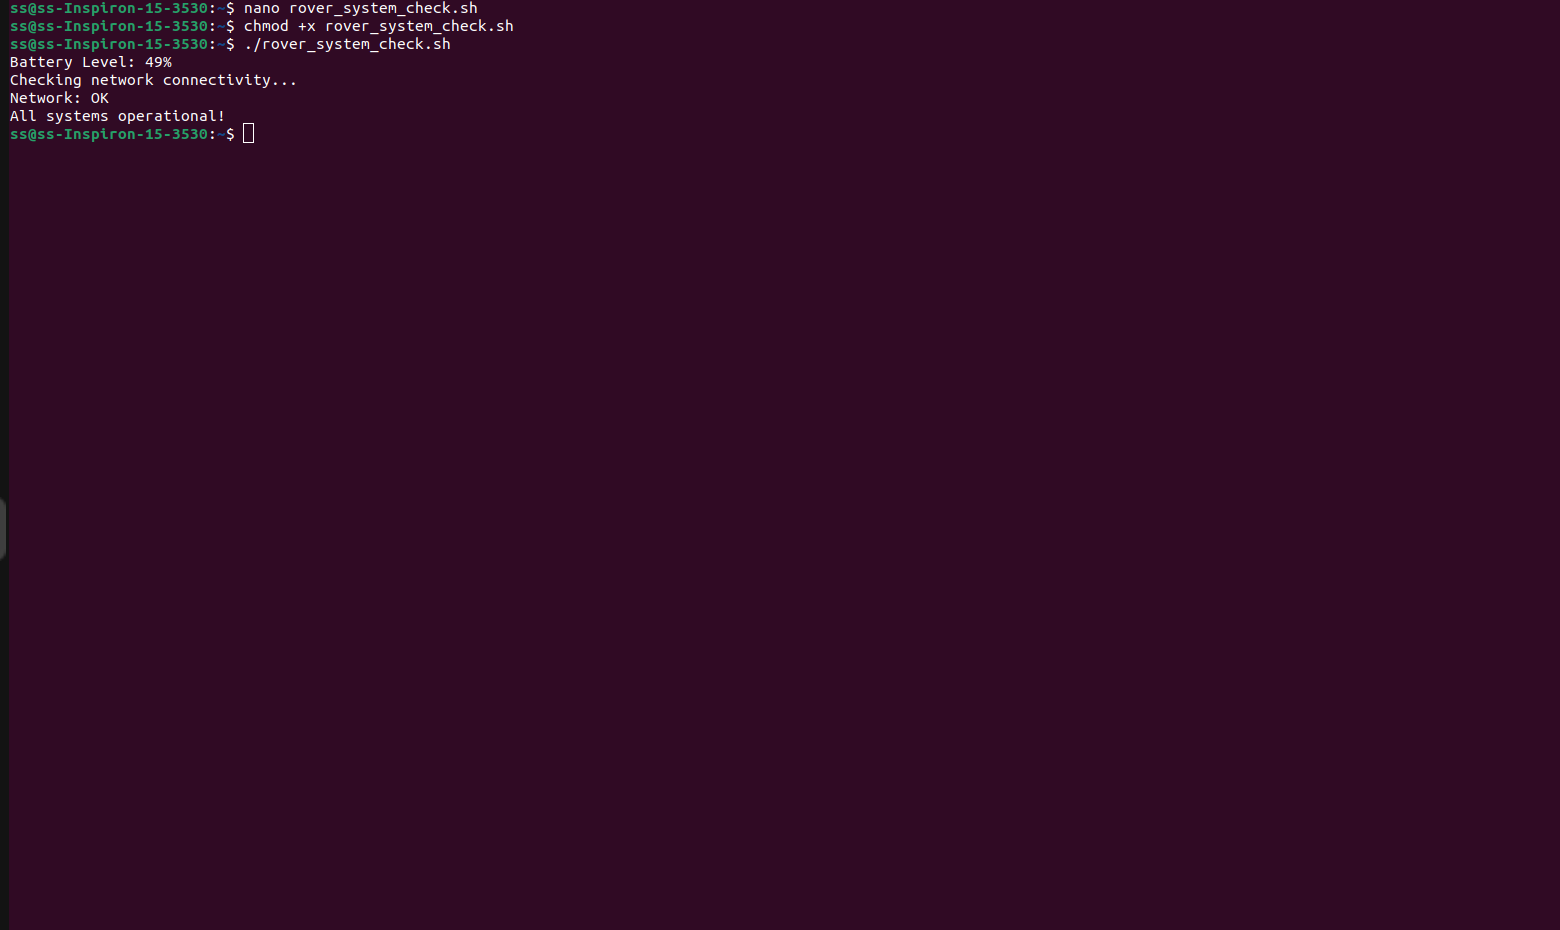 ss@ss-Inspiron-15-3530:~$ nano rover_system_check.sh
ss@ss-Inspiron-15-3530:~$ chmod +x rover_system_check.sh
ss@ss-Inspiron-15-3530:~$ ./rover_system_check.sh
Battery Level: 49%
Checking network connectivity...
Network: OK
All systems operational!
ss@ss-Inspiron-15-3530:~$